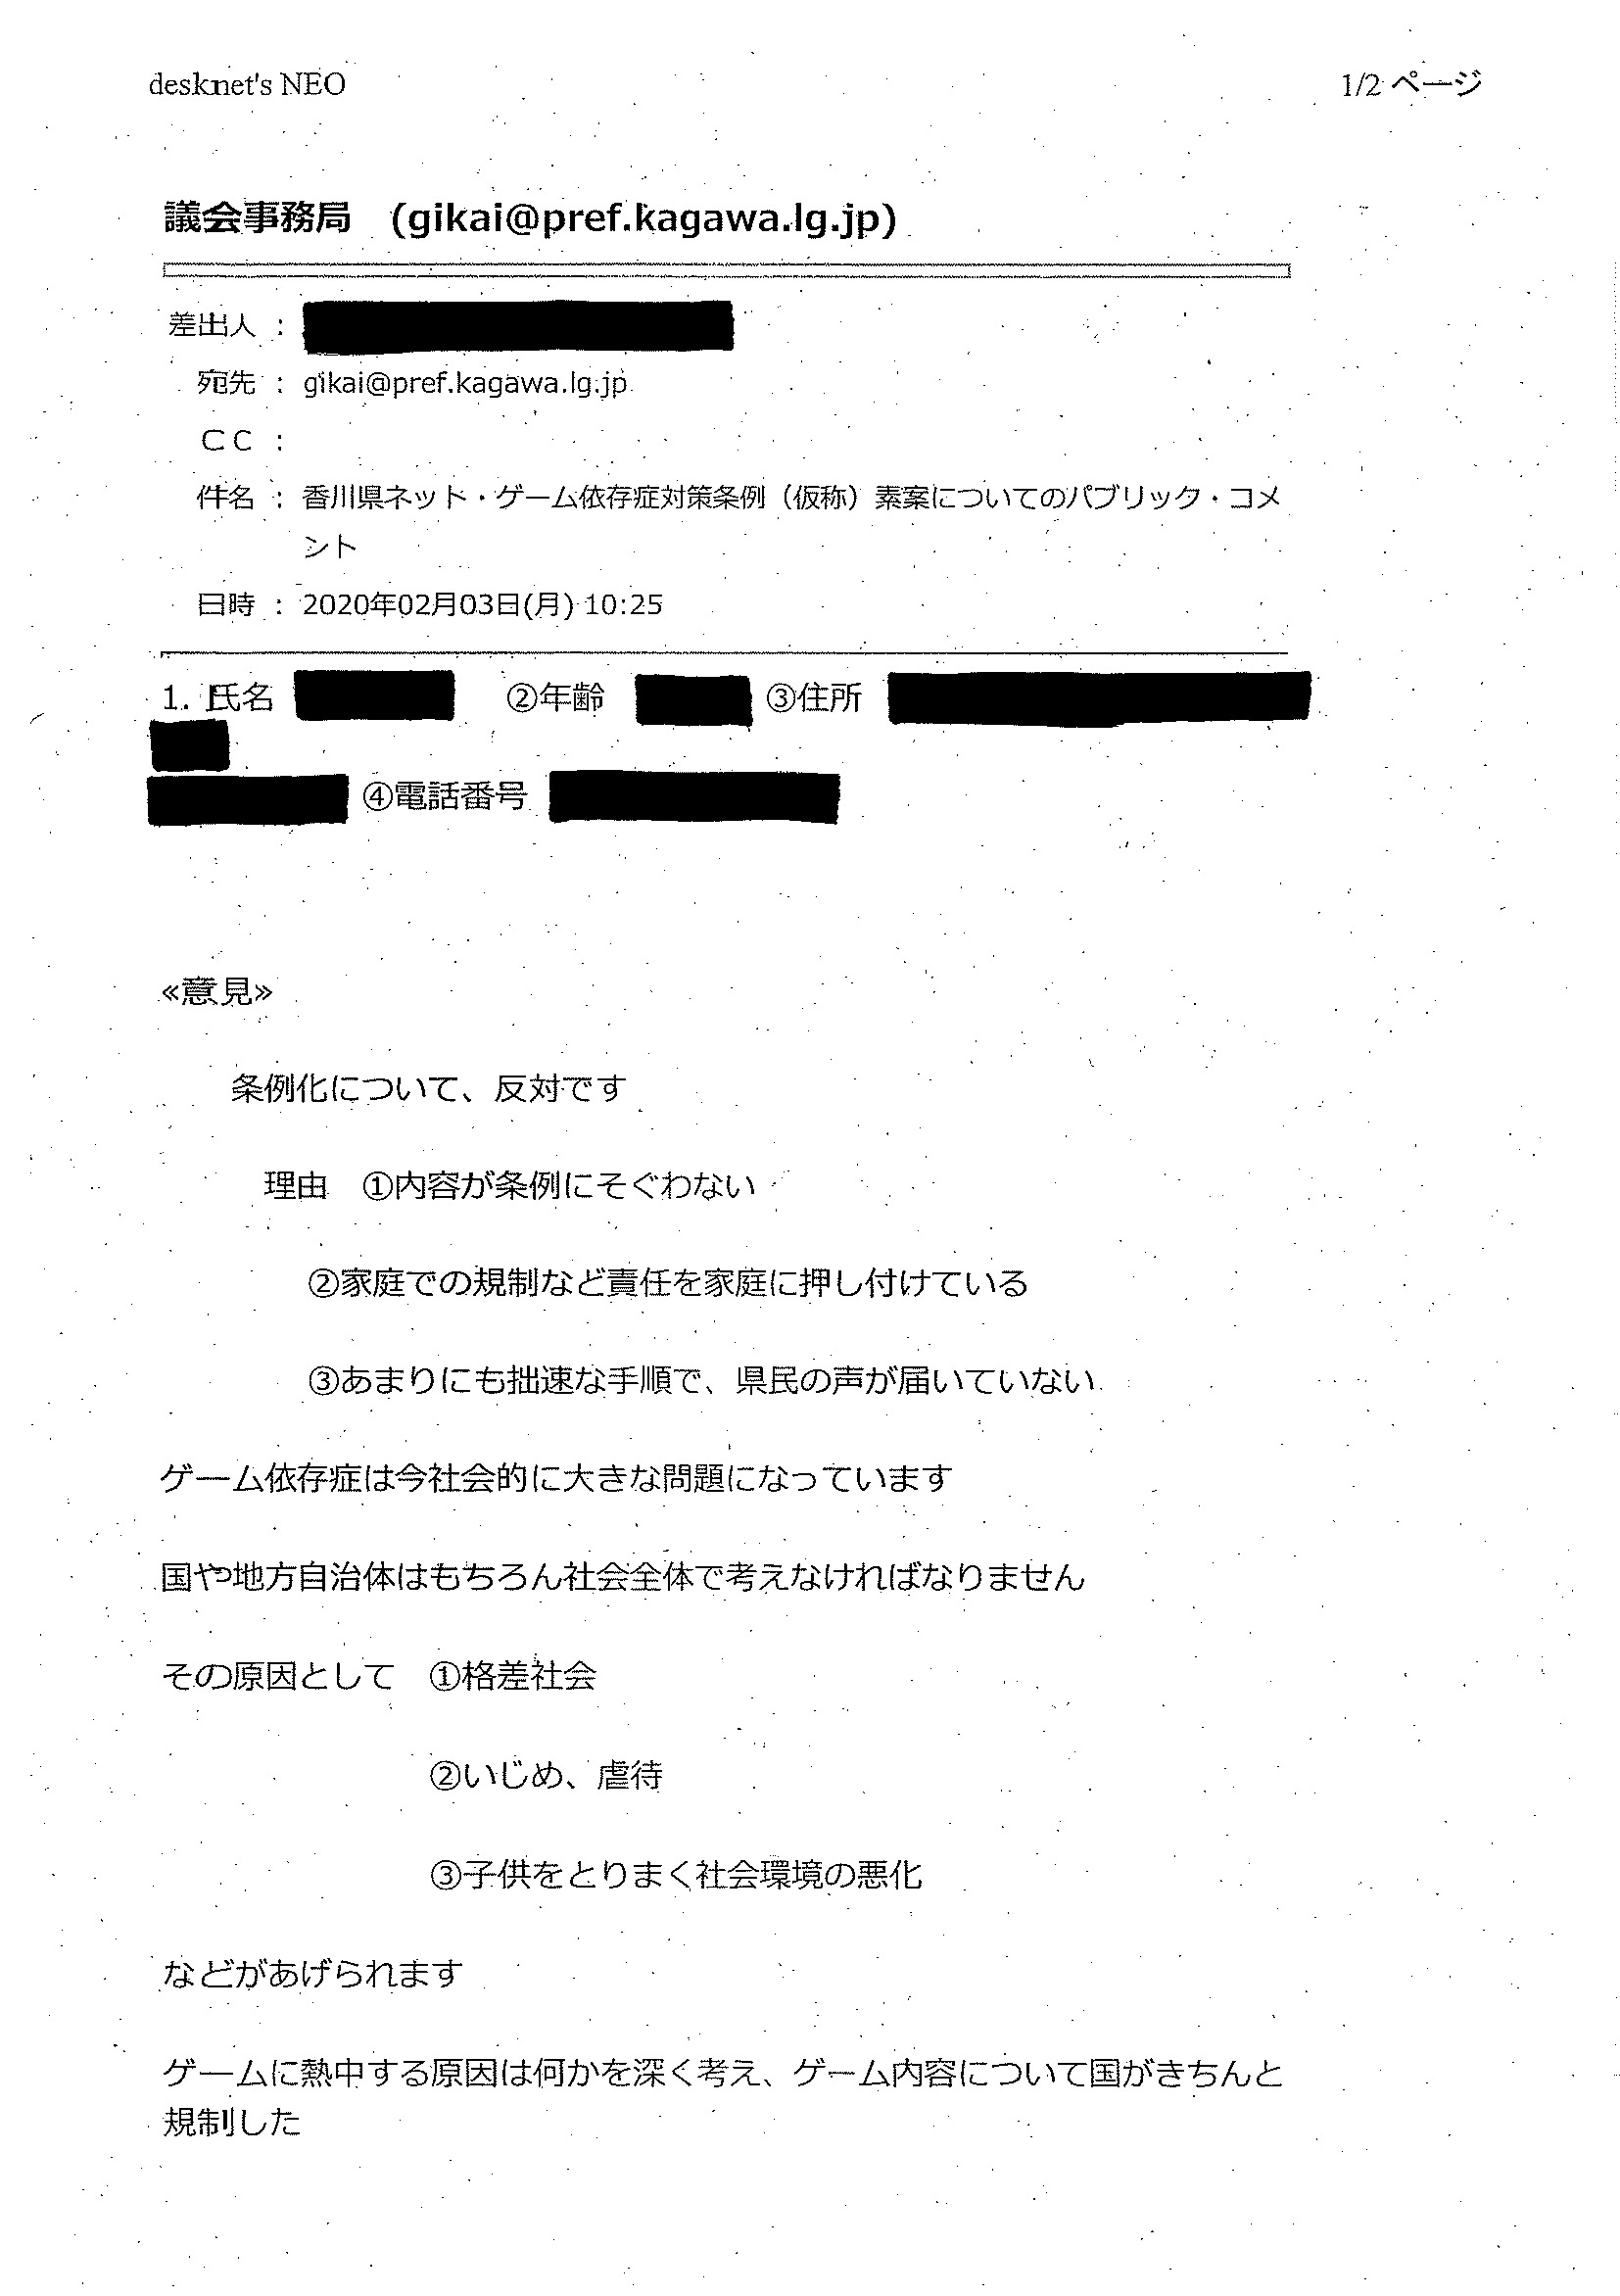 desknet's NEO
1/2 ページ
議会事務局 (gikai@pref.kagawa.lg.jp)
差出人 :
宛先 : gikai@pref.kagawa.lg.jp
CC :
件名 : 香川県ネット・ゲーム依存症対策条例（仮称）素案についてのパブリック・コメ
ント
日時 : 2020年02月03日(月) 10:25
1. 氏名 ②年齢 ③住所
④電話番号
≪意見≫
条例化について、反対です
理由 ①内容が条例にそぐわない
②家庭での規制など責任を家庭に押し付けている
③あまりにも拙速な手順で、県民の声が届いていない
ゲーム依存症は今社会的に大きな問題になっています
国や地方自治体はもちろん社会全体で考えなければなりません
その原因として ①格差社会
②いじめ、虐待
③子供をとりまく社会環境の悪化
などがあげられます
ゲームに熱中する原因は何かを深く考え、ゲーム内容について国がきちんと
規制した